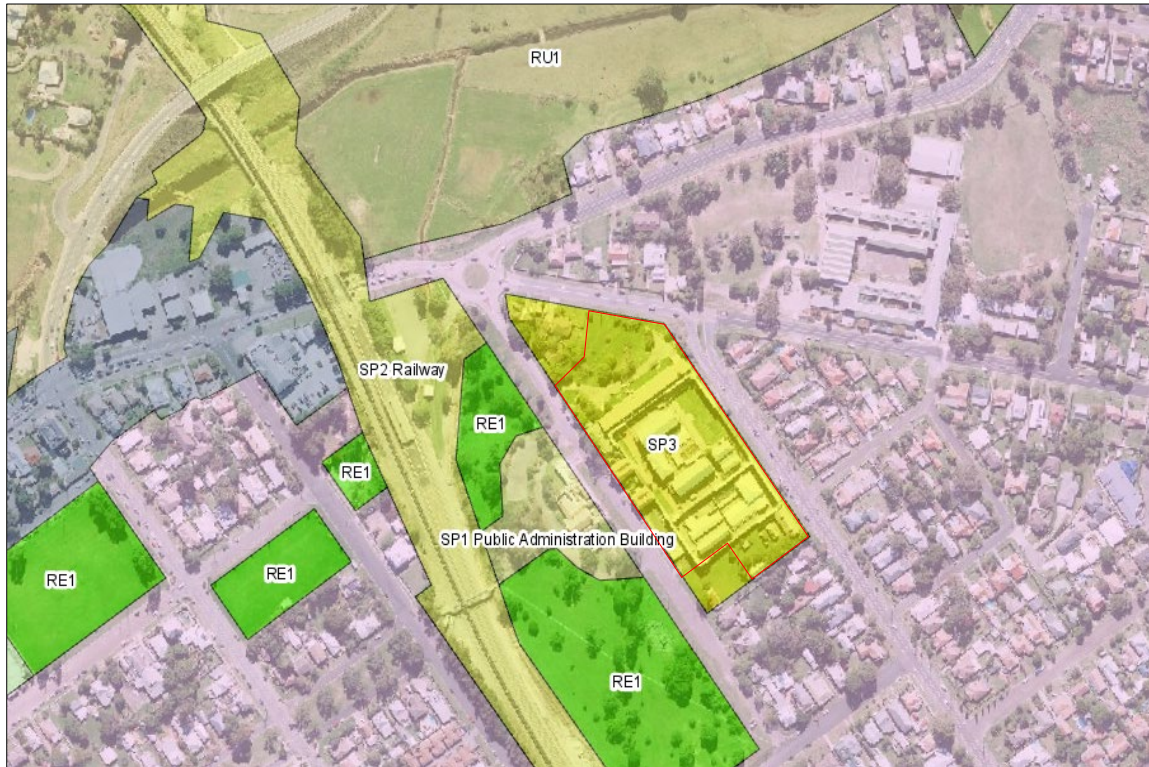 RU1
SP2 Railway
RE1
SP3
RE1
SP1 Public Administration Building
RE1
RE1
RE1